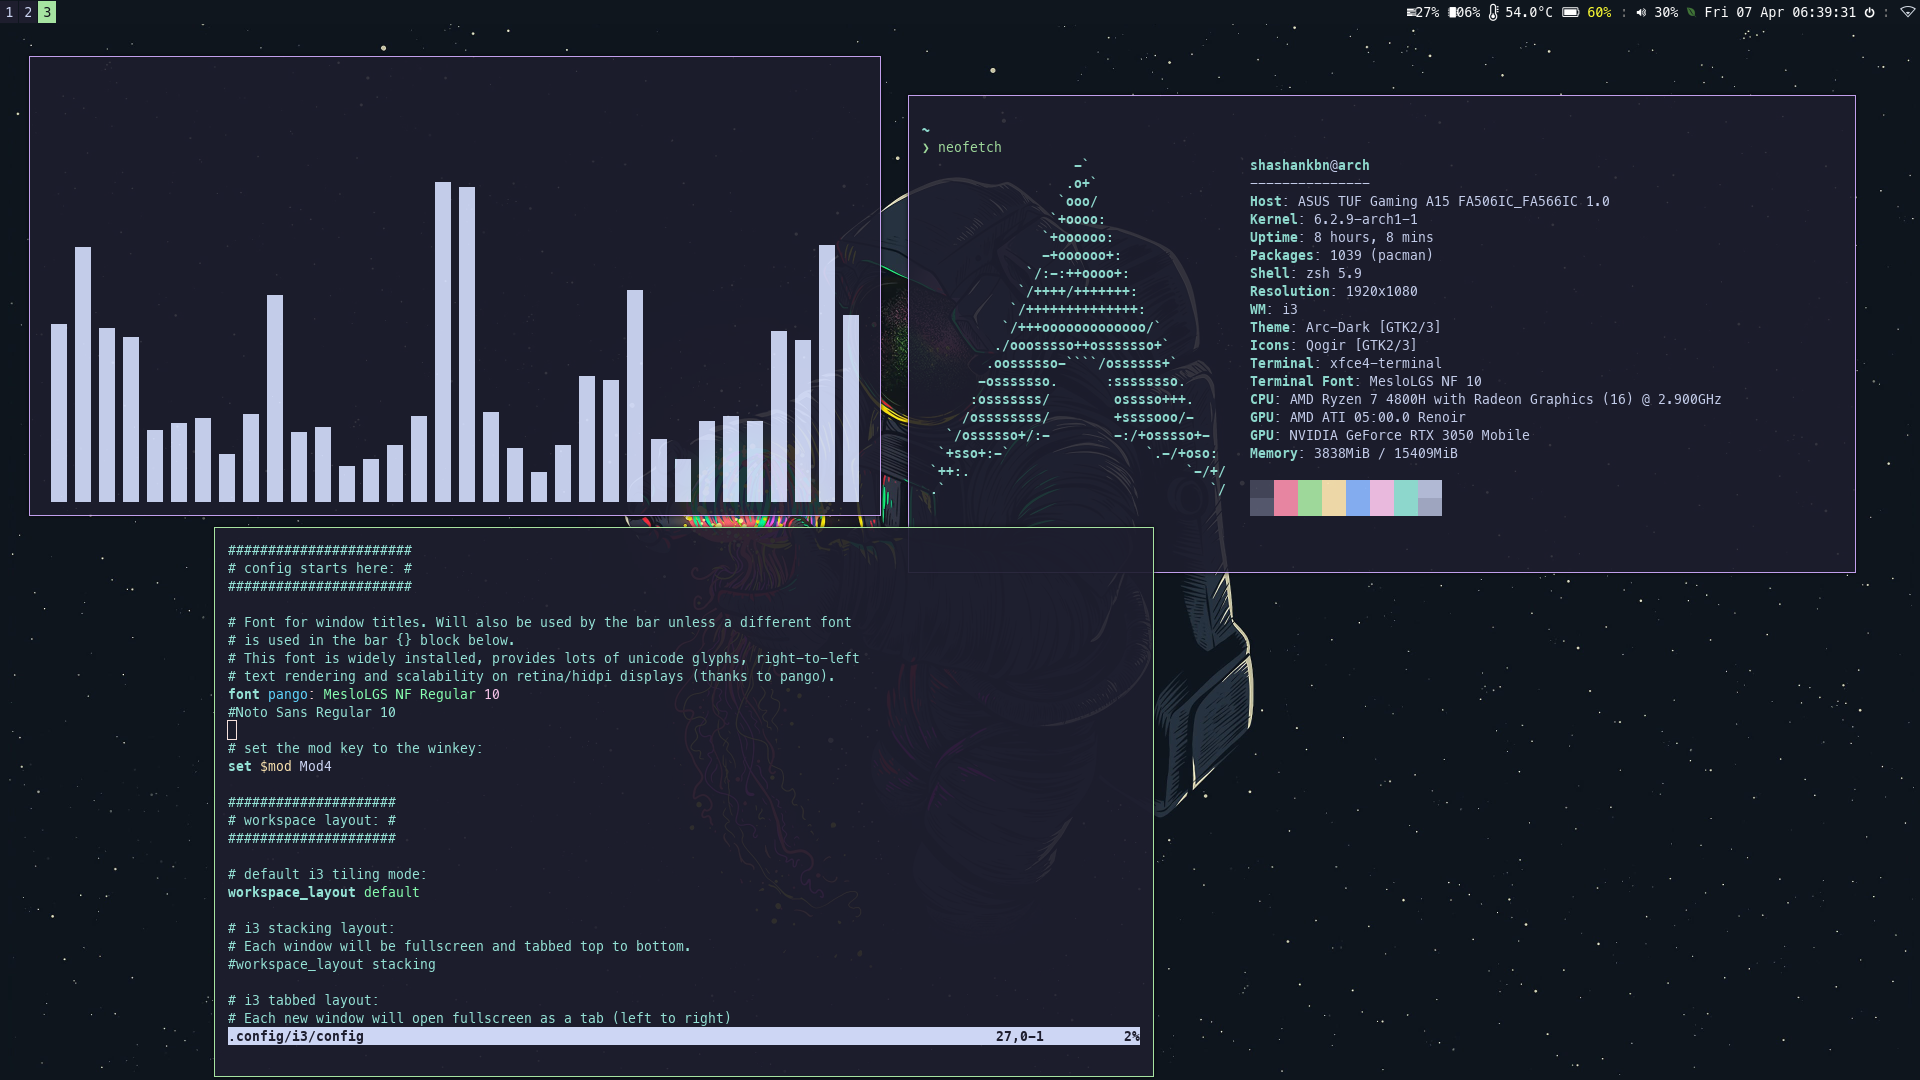 1 2 3
27% 06% 54.0°C 60% : 30% Fri 07 Apr 06:39:31 :
~
❯ neofetch
                   -`
                  .o+`
                 `ooo/
                `+oooo:
               `+oooooo:
               -+oooooo+:
             `/:-:++oooo+:
            `/++++/+++++++:
           `/++++++++++++++:
          `/+++ooooooooooooo/`
         ./ooosssso++osssssso+`
        .oossssso-````/ossssss+`
       -osssssso.      :ssssssso.
      :osssssss/        osssso+++.
     /ossssssss/        +ssssooo/-
   `/ossssso+/:-        -:/+osssso+-
  `+sso+:-`                 `.-/+oso:
 `++:.                           `-/+/
 .`                                 `/
shashankbn@arch
---------------
Host: ASUS TUF Gaming A15 FA506IC_FA566IC 1.0
Kernel: 6.2.9-arch1-1
Uptime: 8 hours, 8 mins
Packages: 1039 (pacman)
Shell: zsh 5.9
Resolution: 1920x1080
WM: i3
Theme: Arc-Dark [GTK2/3]
Icons: Qogir [GTK2/3]
Terminal: xfce4-terminal
Terminal Font: MesloLGS NF 10
CPU: AMD Ryzen 7 4800H with Radeon Graphics (16) @ 2.900GHz
GPU: AMD ATI 05:00.0 Renoir
GPU: NVIDIA GeForce RTX 3050 Mobile
Memory: 3838MiB / 15409MiB
#######################
# config starts here: #
#######################
# Font for window titles. Will also be used by the bar unless a different font
# is used in the bar {} block below.
# This font is widely installed, provides lots of unicode glyphs, right-to-left
# text rendering and scalability on retina/hidpi displays (thanks to pango).
font pango: MesloLGS NF Regular 10
#Noto Sans Regular 10
# set the mod key to the winkey:
set $mod Mod4
#####################
# workspace layout: #
#####################
# default i3 tiling mode:
workspace_layout default
# i3 stacking layout:
# Each window will be fullscreen and tabbed top to bottom.
#workspace_layout stacking
# i3 tabbed layout:
# Each new window will open fullscreen as a tab (left to right)
.config/i3/config 27,0-1 2%